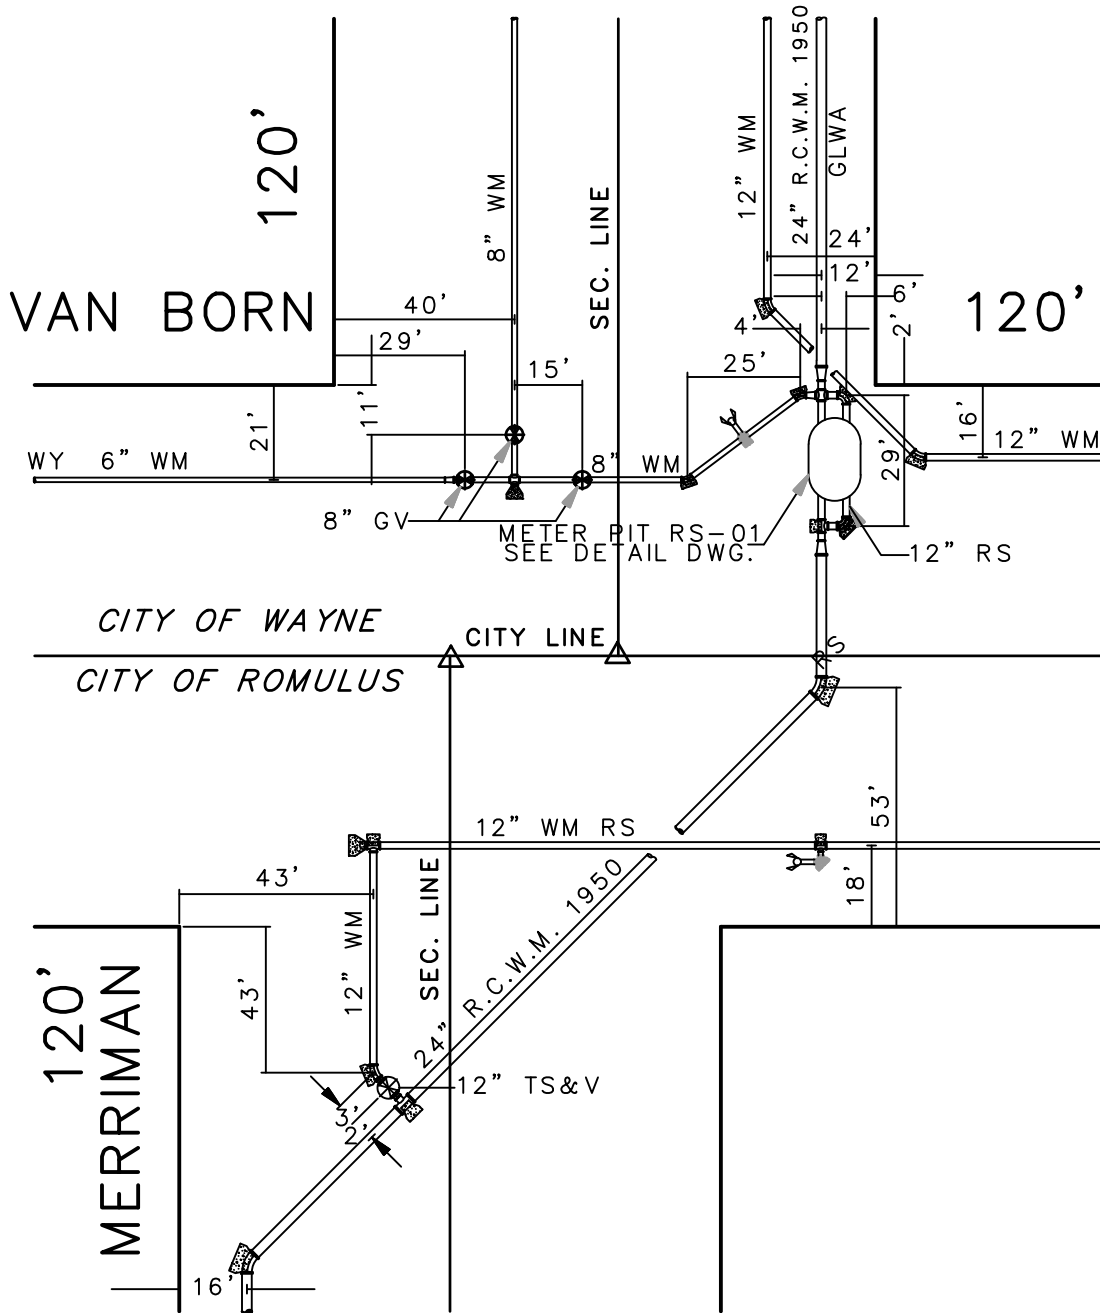 120'
8" WM
SEC. LINE
12" WM
24" R.C.W.M. 1950
GLWA
24'
12'
6'
VAN BORN
40'
120'
4'
2'
29'
15'
25'
11'
21'
16'
12" WM
WY 6" WM
8" WM
29'
8" GV
METER PIT RS-01
SEE DETAIL DWG.
12" RS
CITY OF WAYNE
CITY LINE
RS
CITY OF ROMULUS
53'
12" WM RS
43'
18'
12" WM
SEC. LINE
24" R.C.W.M. 1950
43'
120'
MERRIMAN
12" TS&V
3'
2'
16'